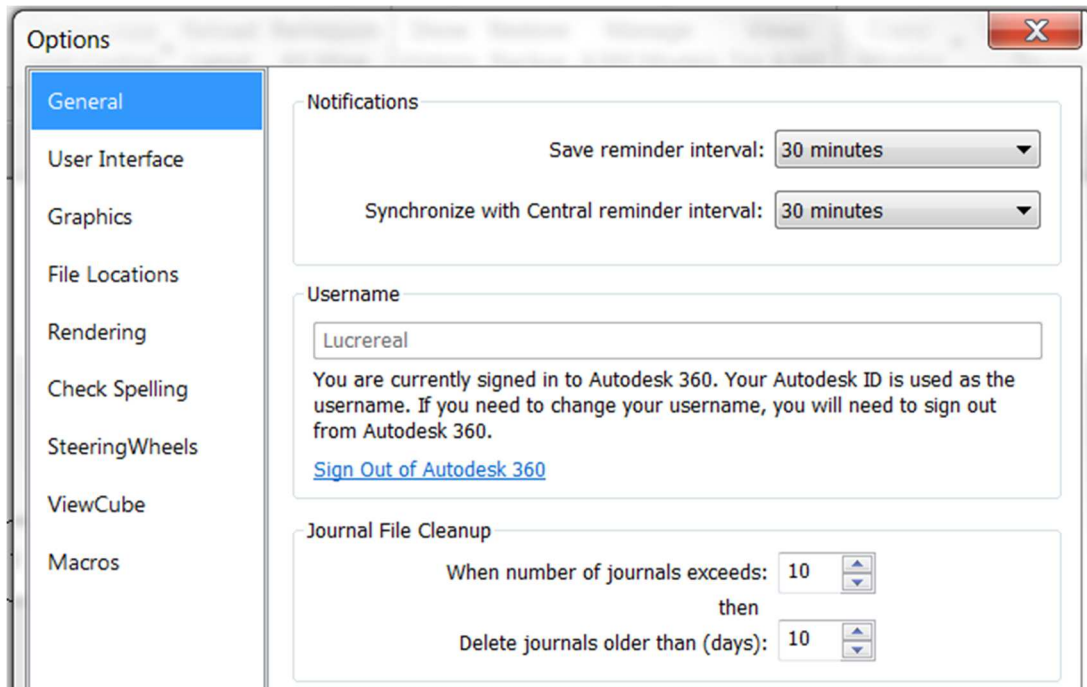 Options
X
General
User Interface
Graphics
File Locations
Rendering
Check Spelling
SteeringWheels
ViewCube
Macros
Notifications
Save reminder interval: 30 minutes
Synchronize with Central reminder interval: 30 minutes
Username
Lucrereal
You are currently signed in to Autodesk 360. Your Autodesk ID is used as the
username. If you need to change your username, you will need to sign out
from Autodesk 360.
Sign Out of Autodesk 360
Journal File Cleanup
When number of journals exceeds: 10
then
Delete journals older than (days): 10